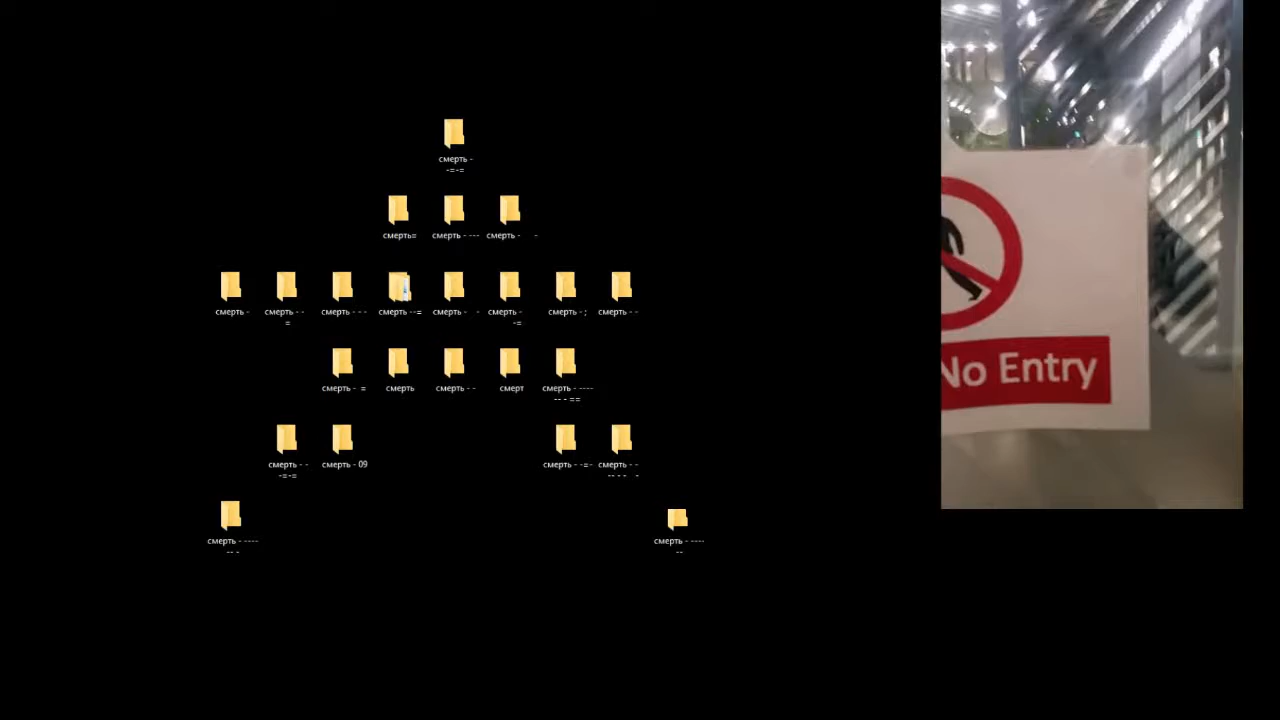 смерть -
-=-=
смерть=
смерть - ---
смерть -     -
смерть -
смерть - -
=
смерть - - -
смерть --=
смерть -   -
смерть -
-=
смерть - ;
смерть - -
смерть -  =
смерть
смерть - -
смерт
смерть - ----
-- - ==
смерть - -
-=-=
смерть - 09
смерть - -=-
смерть - -
-- - -   -
смерть - ----
-- -
смерть - ----
--
No Entry